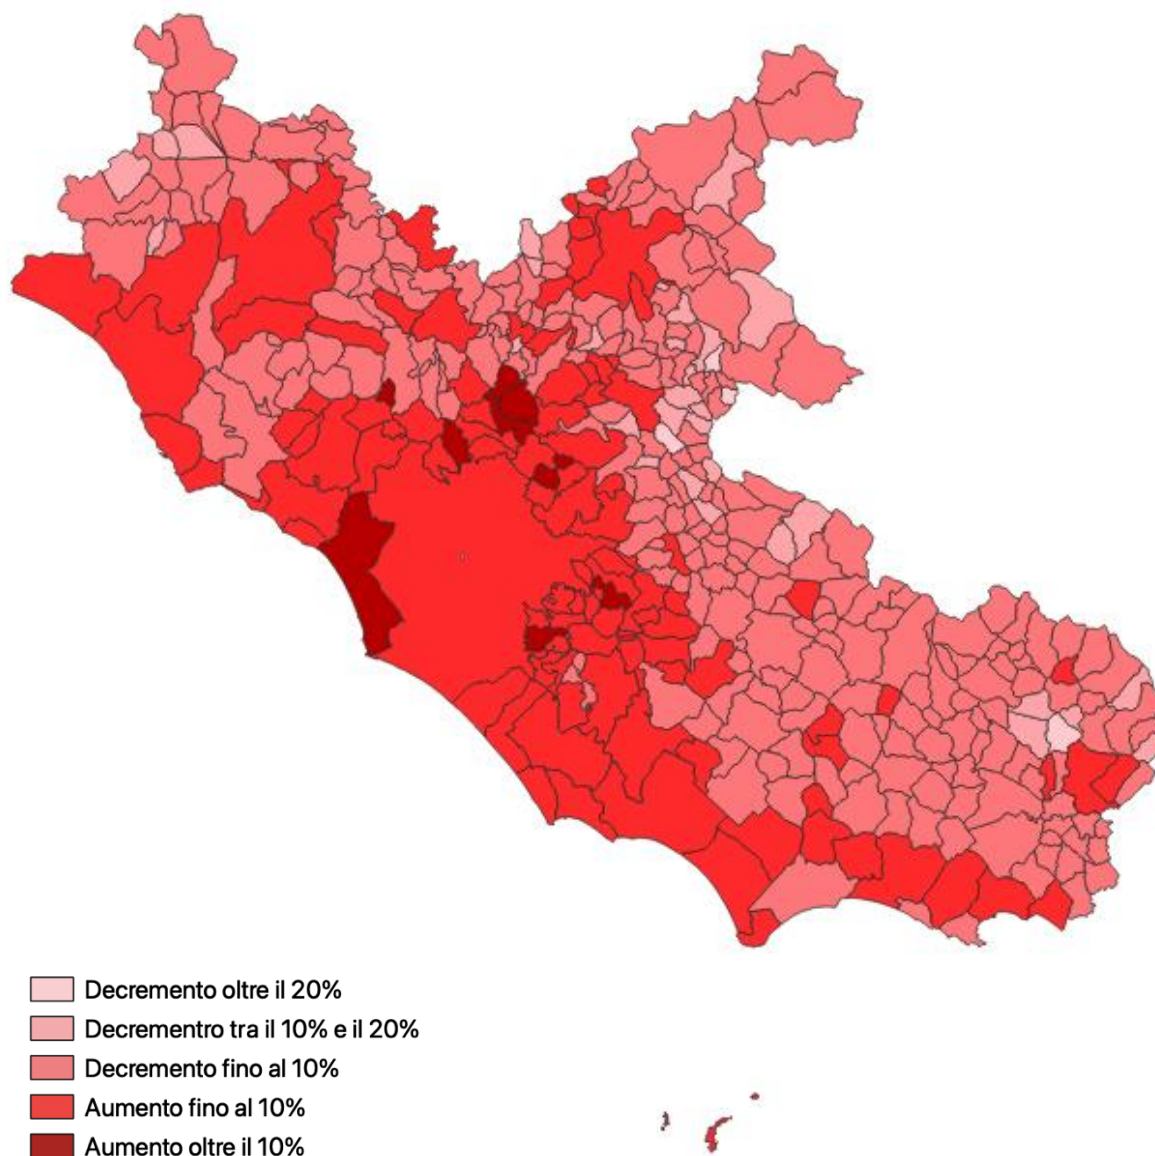 Decremento oltre il 20%
Decrementro tra il 10% e il 20%
Decremento fino al 10%
Aumento fino al 10%
Aumento oltre il 10%